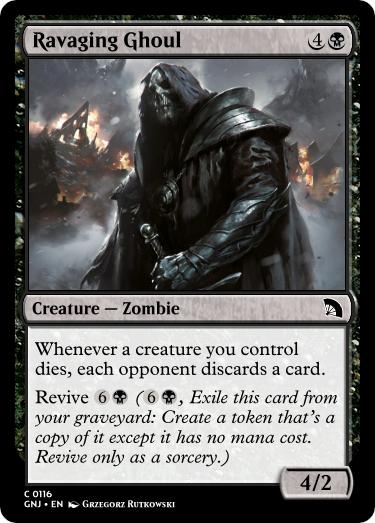 Ravaging Ghoul 4
Creature — Zombie
Whenever a creature you control
dies, each opponent discards a card.
Revive 6 ( 6 , Exile this card from
your graveyard: Create a token that's a
copy of it except it has no mana cost.
Revive only as a sorcery.)
4/2
C 0116
GNJ • EN Grzegorz Rutkowski